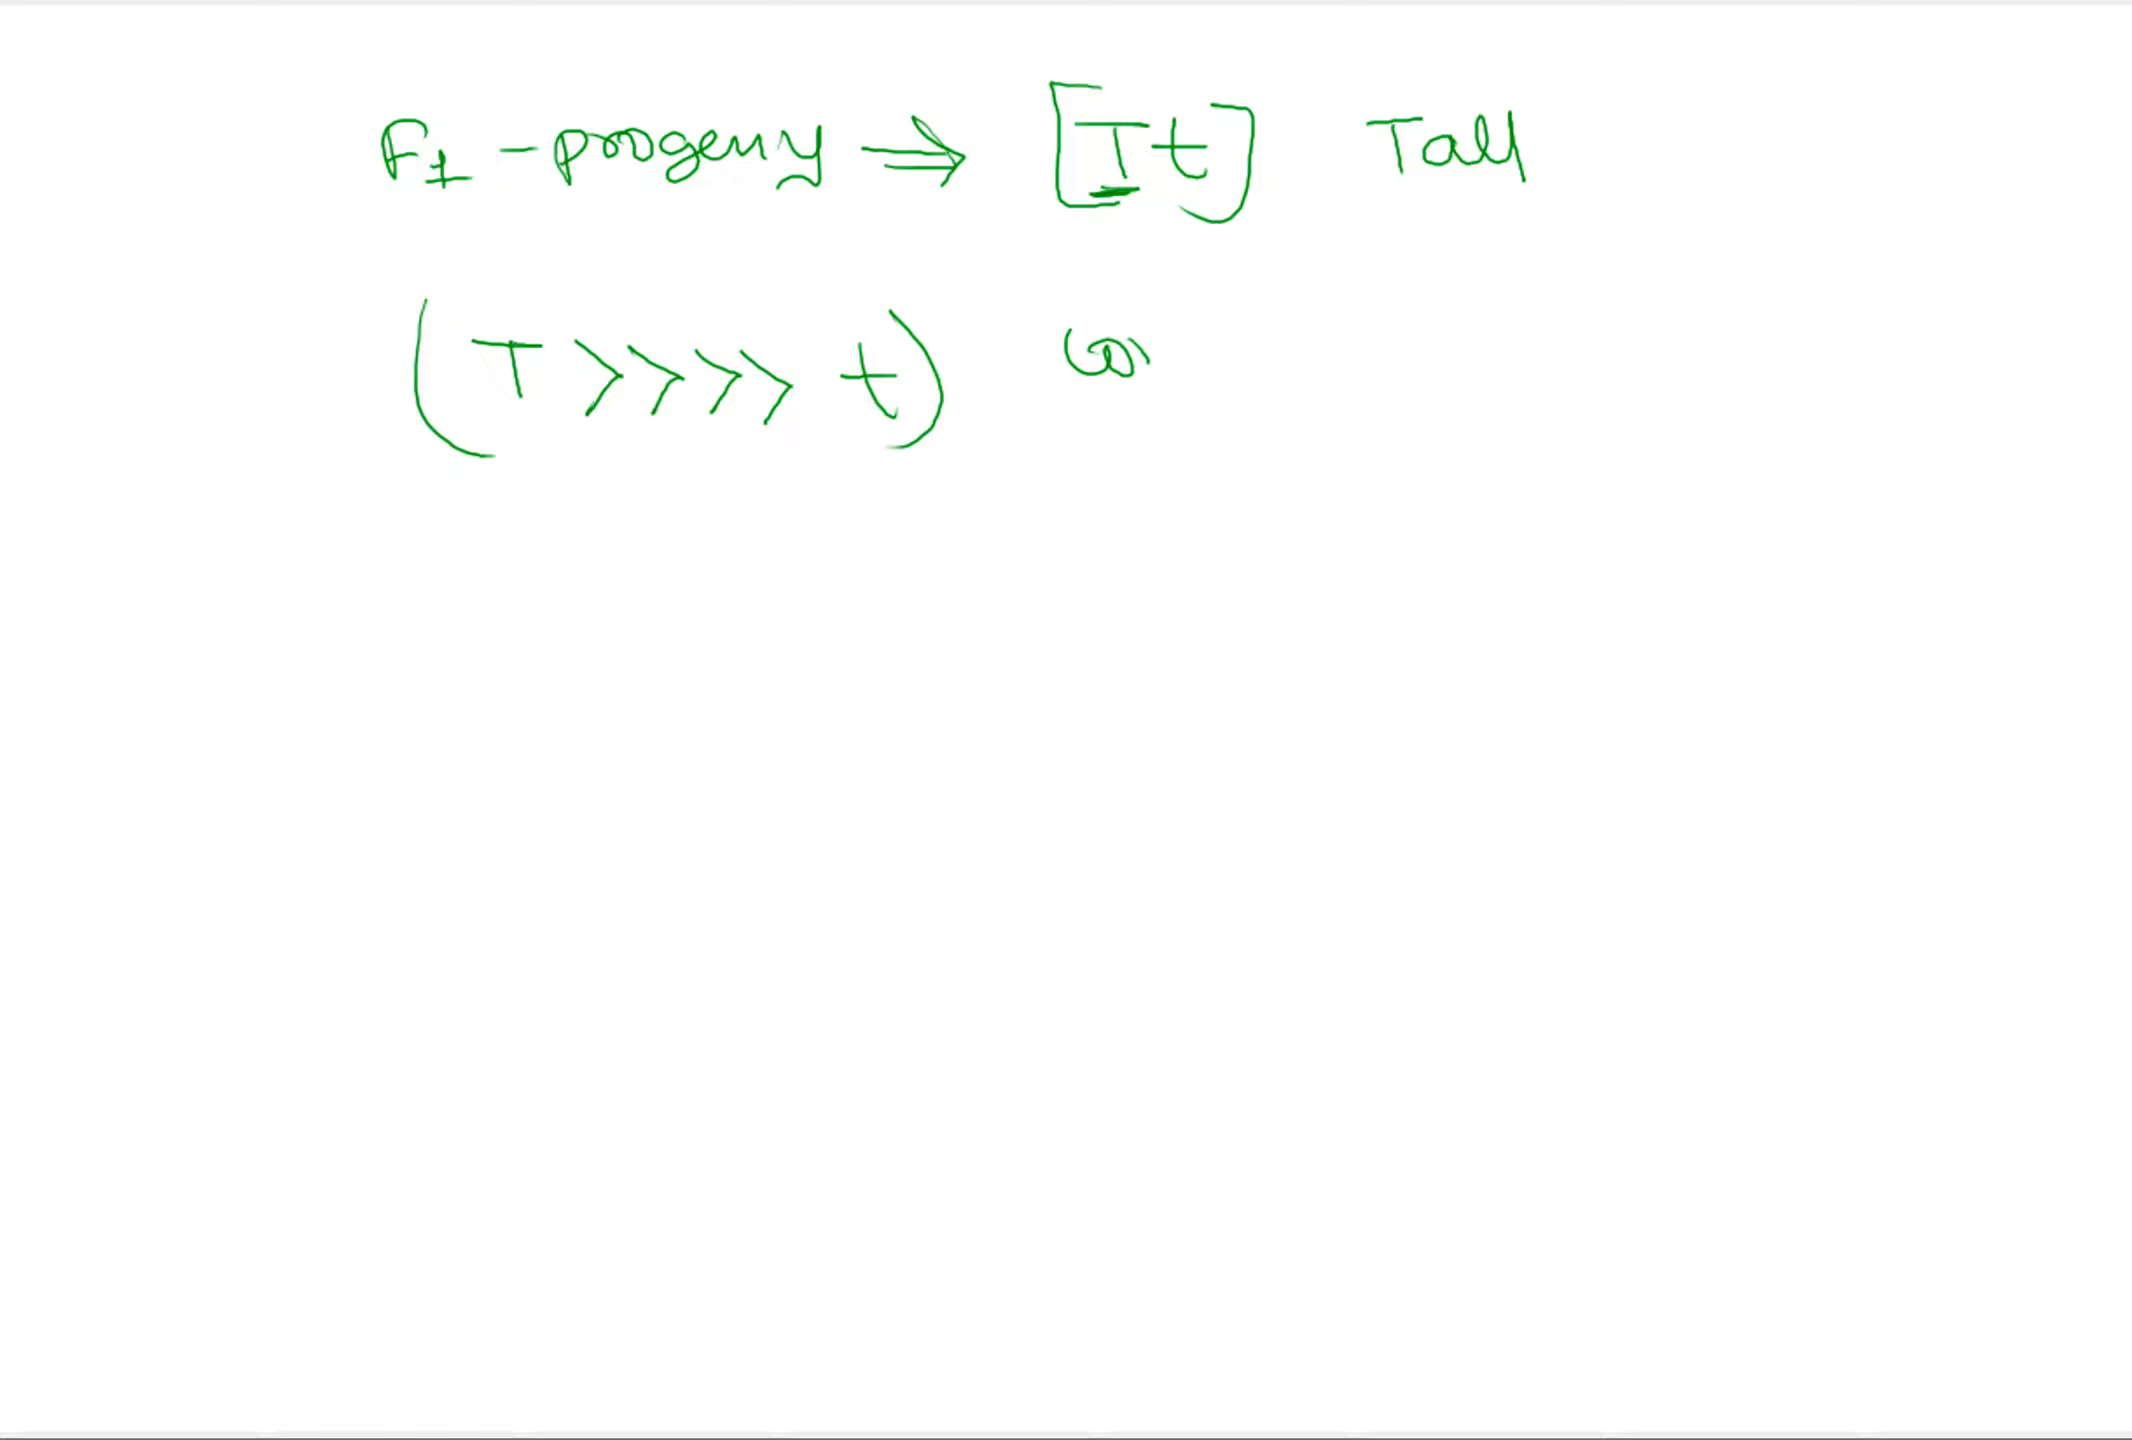 F1 - progeny ⇒ [Tt] Tall
(T >>>> t)